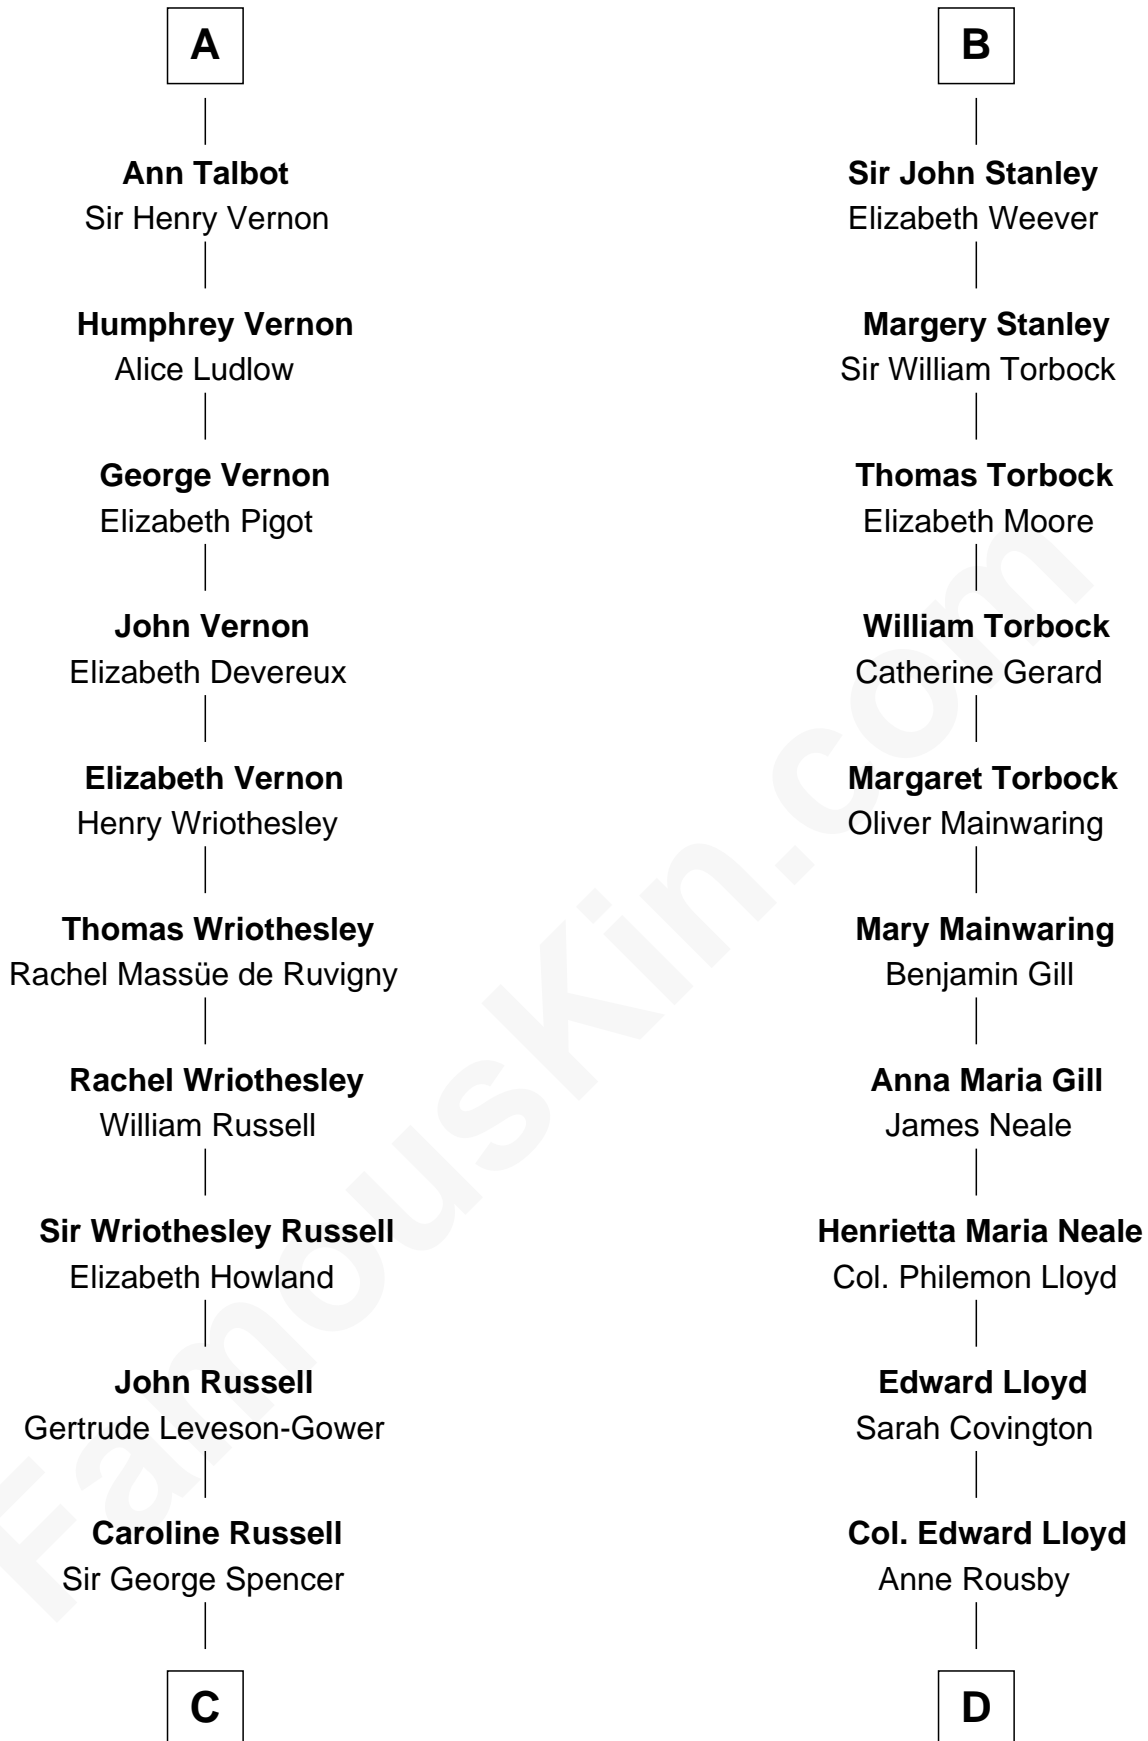 A
Ann Talbot
Sir Henry Vernon
Humphrey Vernon
Alice Ludlow
George Vernon
Elizabeth Pigot
John Vernon
Elizabeth Devereux
Elizabeth Vernon
Henry Wriothesley
Thomas Wriothesley
Rachel Massüe de Ruvigny
Rachel Wriothesley
William Russell
Sir Wriothesley Russell
Elizabeth Howland
John Russell
Gertrude Leveson-Gower
Caroline Russell
Sir George Spencer
C
B
Sir John Stanley
Elizabeth Weever
Margery Stanley
Sir William Torbock
Thomas Torbock
Elizabeth Moore
William Torbock
Catherine Gerard
Margaret Torbock
Oliver Mainwaring
Mary Mainwaring
Benjamin Gill
Anna Maria Gill
James Neale
Henrietta Maria Neale
Col. Philemon Lloyd
Edward Lloyd
Sarah Covington
Col. Edward Lloyd
Anne Rousby
D
FamousKin.com